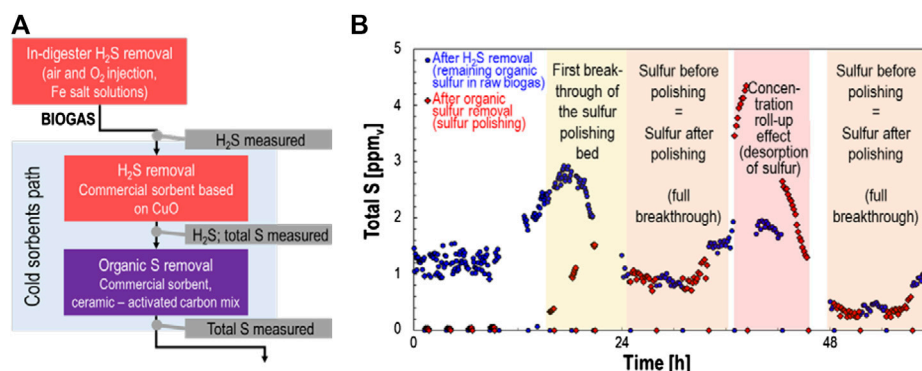 A
In-digester H₂S removal
(air and O₂ injection,
Fe salt solutions)
BIOGAS
H₂S measured
Cold sorbents path
H₂S removal
Commercial sorbent based
on CuO
H₂S; total S measured
Organic S removal
Commercial sorbent,
ceramic – activated carbon mix
Total S measured
B
Total S [ppmᵥ]
5
4
3
2
1
0
After H₂S removal
(remaining organic
sulfur in raw biogas)
After organic
sulfur removal
(sulfur polishing)
First break-
through of
the sulfur
polishing
bed
Sulfur before
polishing
=
Sulfur after
polishing
(full
breakthrough)
Concen-
tration
roll-up
effect
(desorption
of sulfur)
Sulfur before
polishing
=
Sulfur after
polishing
(full
breakthrough)
0
24
48
Time [h]